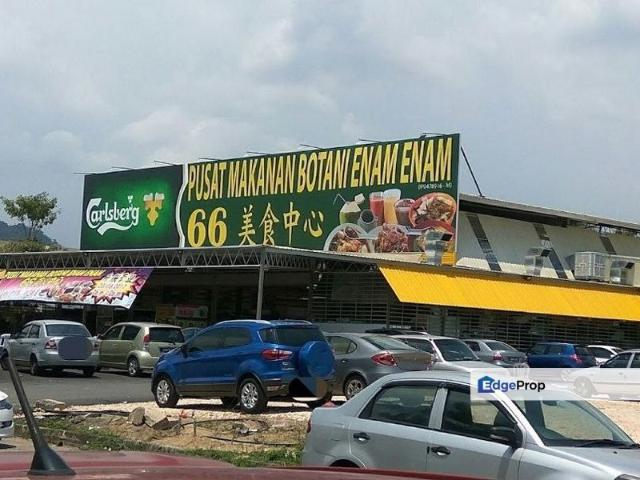 PUSAT MAKANAN BOTANI ENAM ENAM
Carlsberg
66 美食中心
EdgeProp